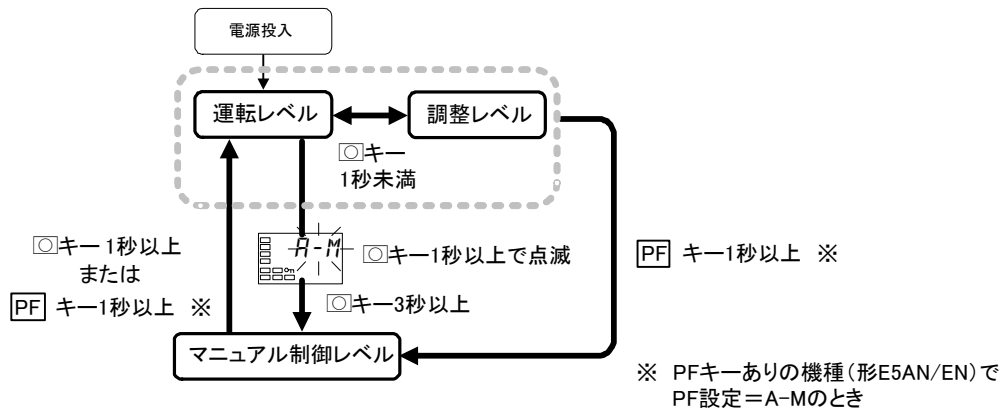 電源投入
運転レベル
調整レベル
キー
1秒未満
キー 1秒以上
または
PF キー1秒以上 ※
A-M
キー1秒以上で点滅
キー3秒以上
PF キー1秒以上 ※
マニュアル制御レベル
※ PFキーありの機種（形E5AN/EN）で
PF設定＝A-Mのとき